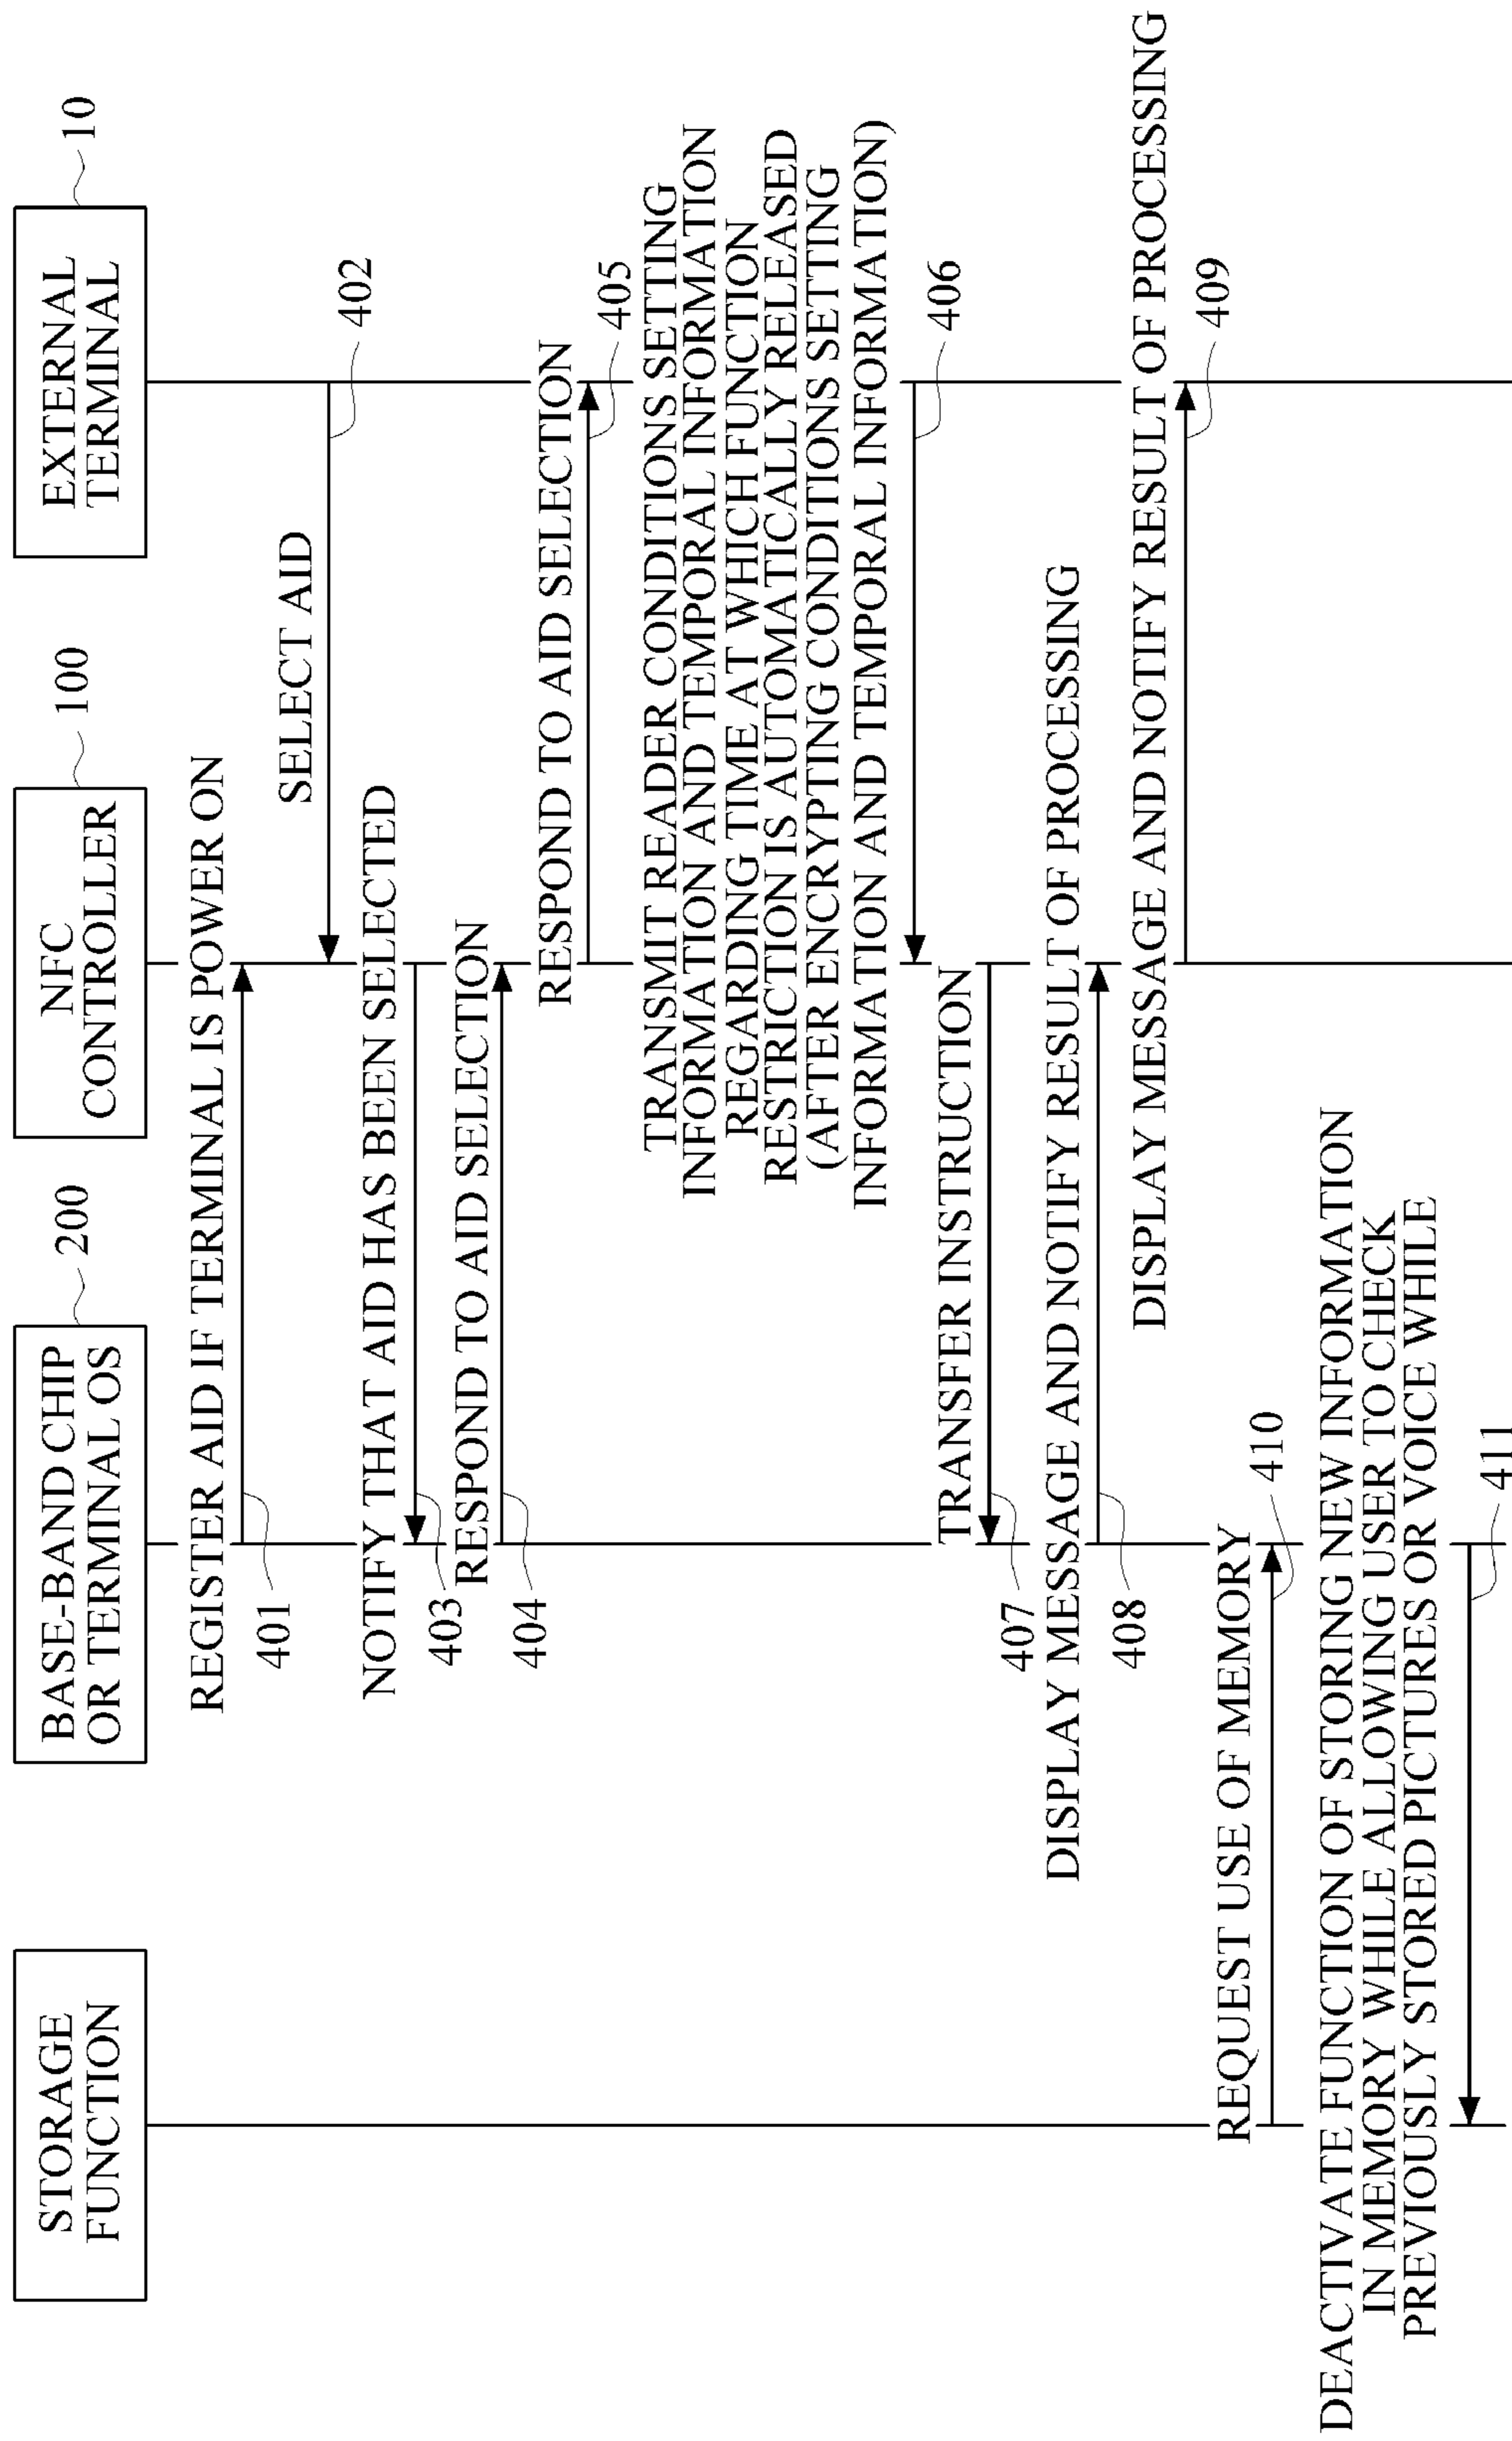 STORAGE
FUNCTION
BASE-BAND CHIP
OR TERMINAL OS
200
NFC
CONTROLLER
100
EXTERNAL
TERMINAL
10
REGISTER AID IF TERMINAL IS POWER ON
401
SELECT AID
402
NOTIFY THAT AID HAS BEEN SELECTED
403
RESPOND TO AID SELECTION
404
RESPOND TO AID SELECTION
405
TRANSMIT READER CONDITIONS SETTING
INFORMATION AND TEMPORAL INFORMATION
REGARDING TIME AT WHICH FUNCTION
RESTRICTION IS AUTOMATICALLY RELEASED
(AFTER ENCRYPTING CONDITIONS SETTING
INFORMATION AND TEMPORAL INFORMATION)
406
TRANSFER INSTRUCTION
407
DISPLAY MESSAGE AND NOTIFY RESULT OF PROCESSING
408
DISPLAY MESSAGE AND NOTIFY RESULT OF PROCESSING
409
REQUEST USE OF MEMORY
410
DEACTIVATE FUNCTION OF STORING NEW INFORMATION
IN MEMORY WHILE ALLOWING USER TO CHECK
PREVIOUSLY STORED PICTURES OR VOICE WHILE
411